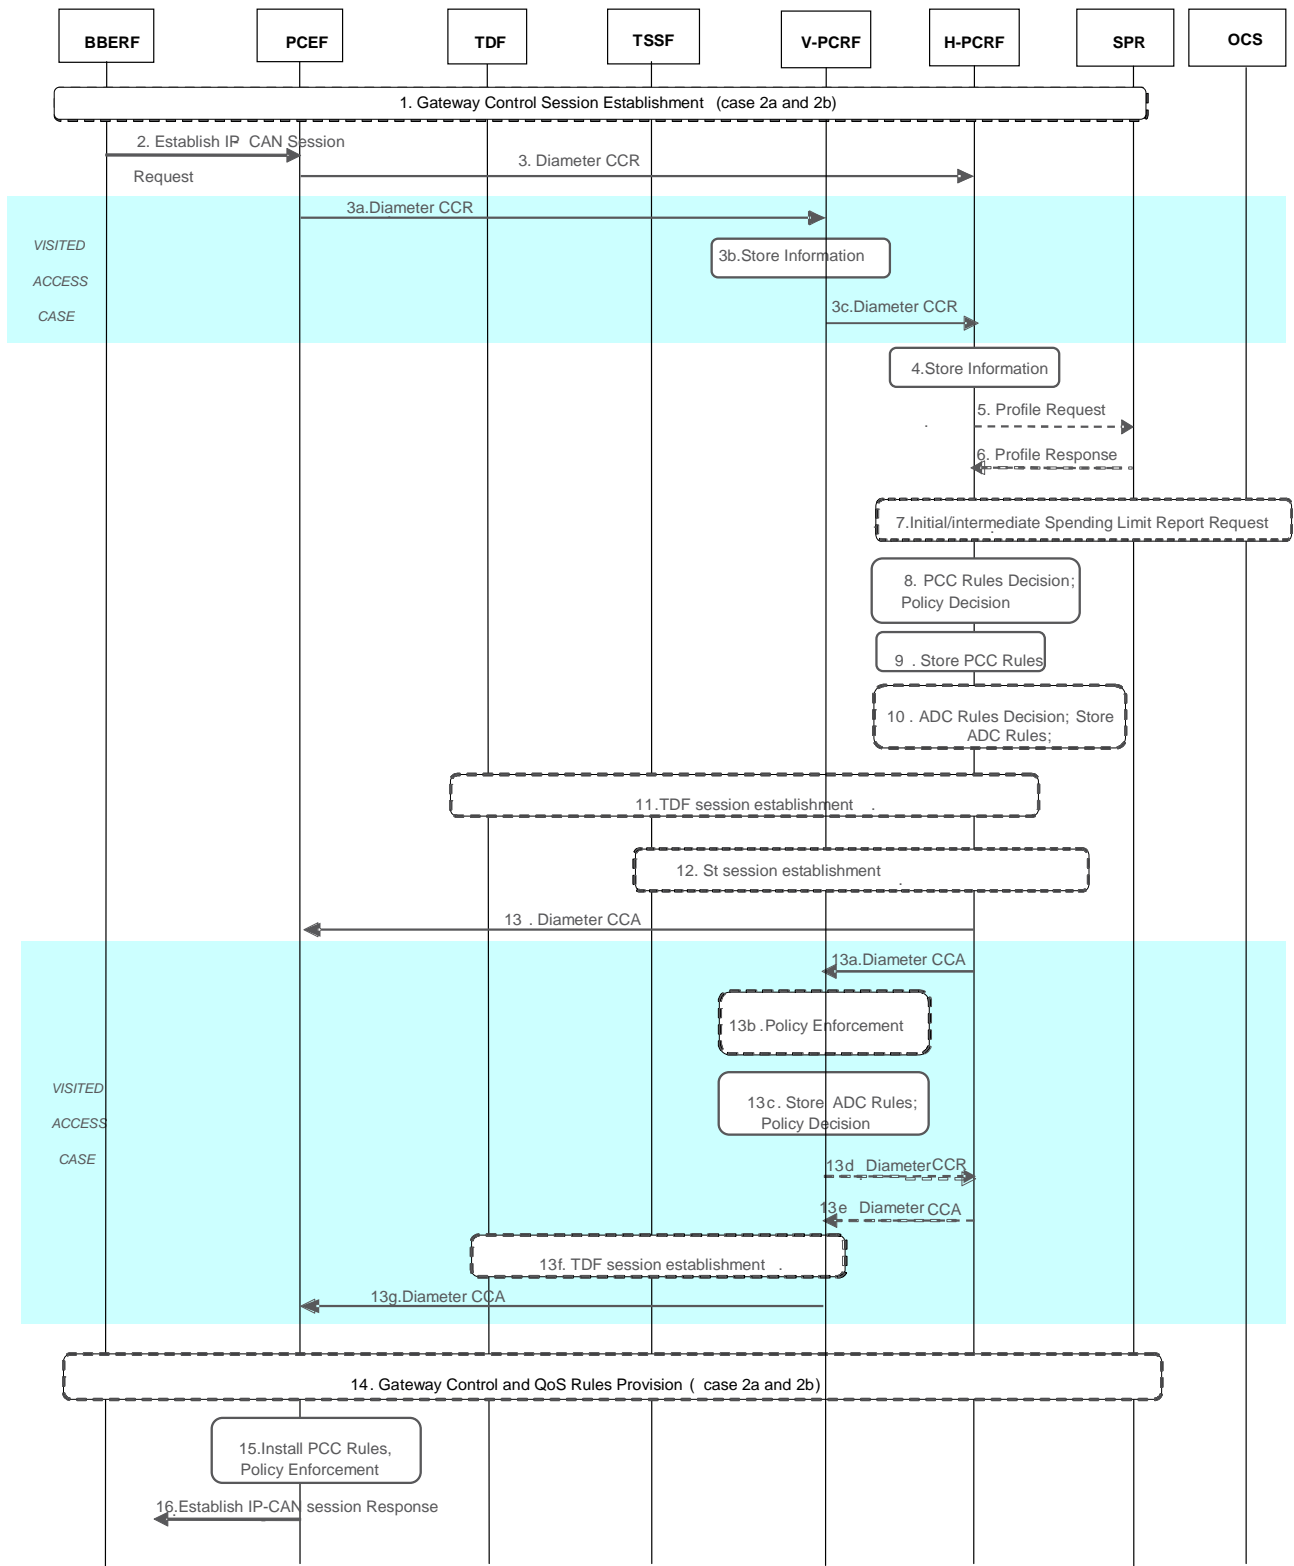 BBERF
PCEF
TDF
TSSF
V-PCRF
H-PCRF
SPR
OCS
1. Gateway Control Session Establishment (case 2a and 2b)
2. Establish IP CAN Session
Request
3. Diameter CCR
3a.Diameter CCR
VISITED
ACCESS
CASE
3b.Store Information
3c.Diameter CCR
4.Store Information
5. Profile Request
6. Profile Response
7.Initial/intermediate Spending Limit Report Request
8. PCC Rules Decision;
Policy Decision
9 . Store PCC Rules
10 . ADC Rules Decision; Store
ADC Rules;
11.TDF session establishment .
12. St session establishment .
13 . Diameter CCA
13a.Diameter CCA
13b .Policy Enforcement
VISITED
ACCESS
CASE
13c . Store ADC Rules;
Policy Decision
13d Diameter CCR
13e Diameter CCA
13f. TDF session establishment .
13g.Diameter CCA
14. Gateway Control and QoS Rules Provision ( case 2a and 2b)
15.Install PCC Rules,
Policy Enforcement
16.Establish IP-CAN session Response